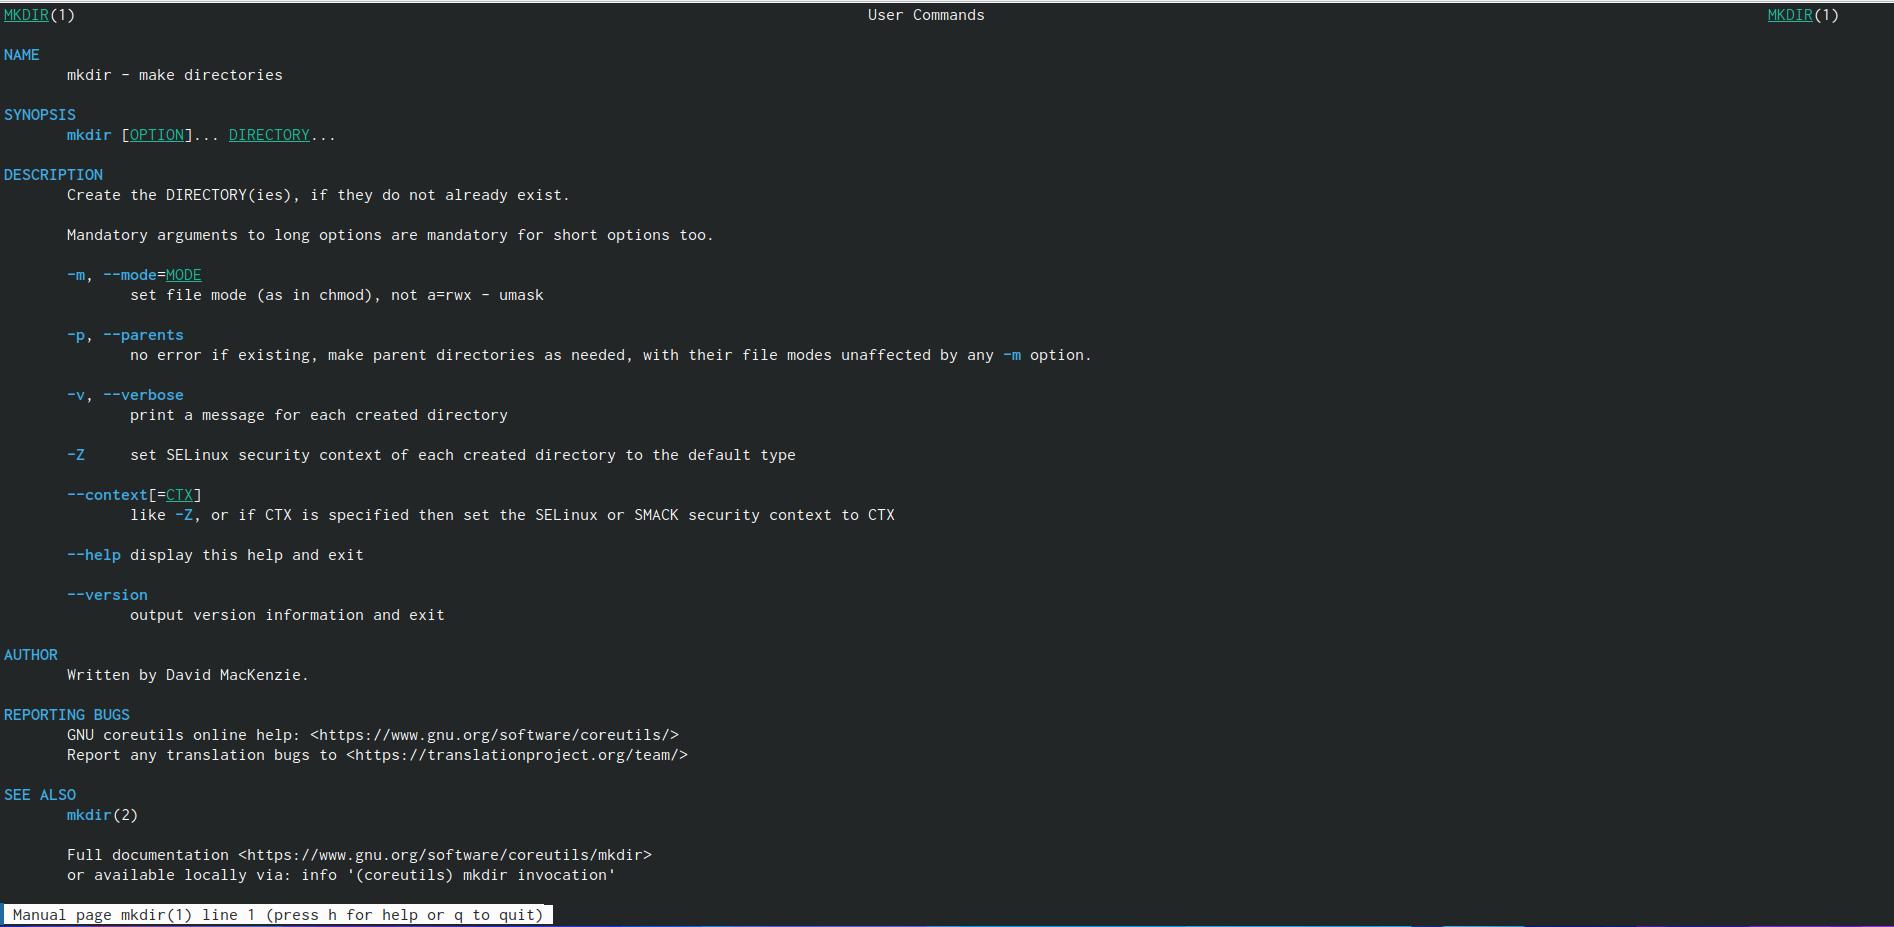 MKDIR(1) User Commands MKDIR(1)
NAME
mkdir - make directories
SYNOPSIS
mkdir [OPTION]... DIRECTORY...
DESCRIPTION
Create the DIRECTORY(ies), if they do not already exist.
Mandatory arguments to long options are mandatory for short options too.
-m, --mode=MODE
set file mode (as in chmod), not a=rwx - umask
-p, --parents
no error if existing, make parent directories as needed, with their file modes unaffected by any -m option.
-v, --verbose
print a message for each created directory
-Z set SELinux security context of each created directory to the default type
--context[=CTX]
like -Z, or if CTX is specified then set the SELinux or SMACK security context to CTX
--help display this help and exit
--version
output version information and exit
AUTHOR
Written by David MacKenzie.
REPORTING BUGS
GNU coreutils online help: <https://www.gnu.org/software/coreutils/>
Report any translation bugs to <https://translationproject.org/team/>
SEE ALSO
mkdir(2)
Full documentation <https://www.gnu.org/software/coreutils/mkdir>
or available locally via: info '(coreutils) mkdir invocation'
Manual page mkdir(1) line 1 (press h for help or q to quit)